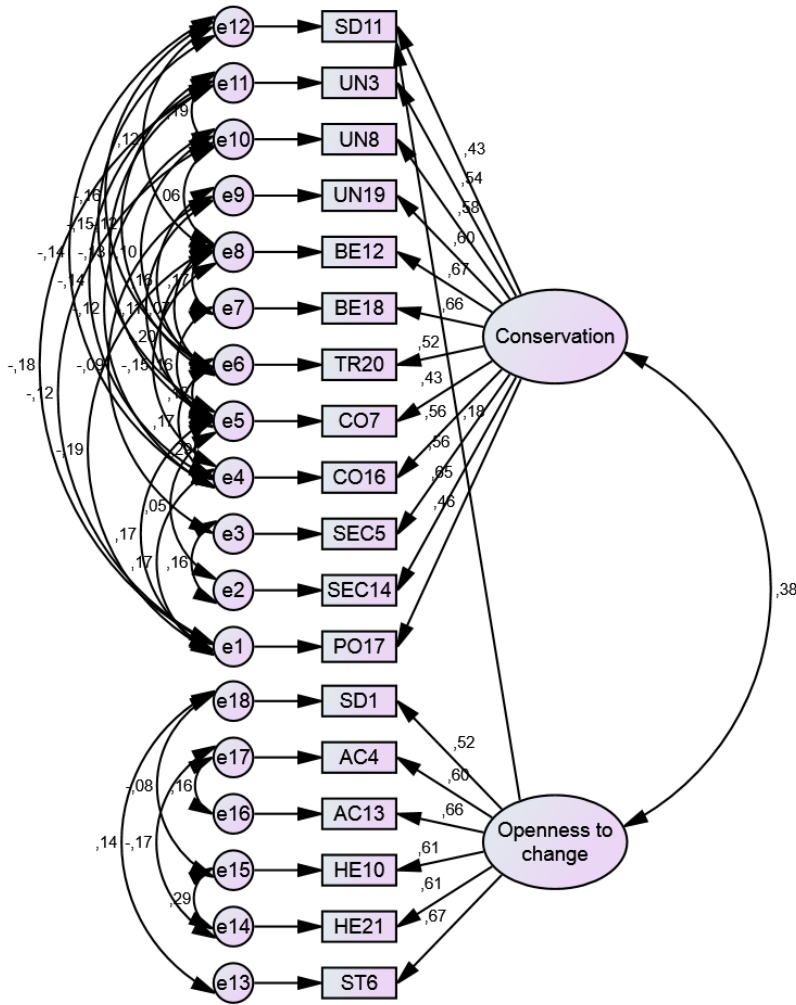 e12
SD11
e11
UN3
,19
e10
UN8
,12
,43
,54
e9
UN19
-,16
,06
,58
,60
e8
BE12
-,14
,10
,67
e7
BE18
-,14
-,12
,66
,20
Conservation
e6
TR20
,52
-,18
-,09
-,15
-,12
,43
e5
CO7
,17
,56
,18
-,19
,56
e4
CO16
,65
,05
,46
e3
SEC5
,17
,17
,16
e2
SEC14
,38
e1
PO17
e18
SD1
,52
e17
AC4
,60
-,08
,16
e16
AC13
,66
Openness to
change
,14
-,17
,61
e15
HE10
,61
,29
,67
e14
HE21
e13
ST6